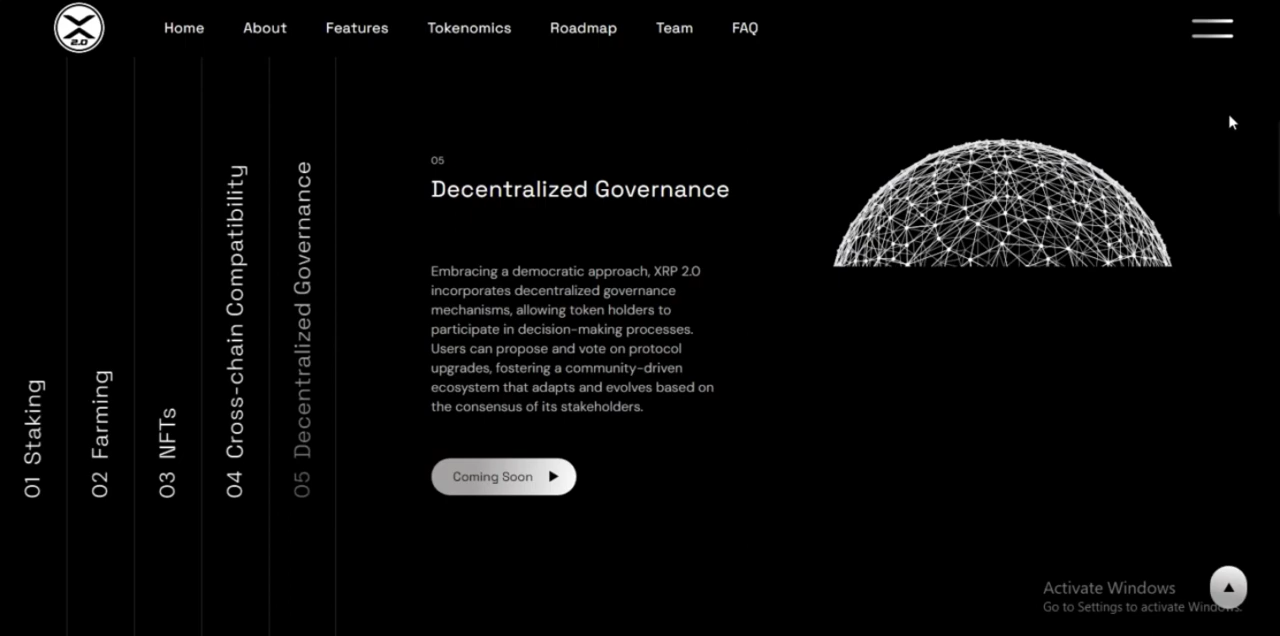 2.0
Home About Features Tokenomics Roadmap Team FAQ
01 Staking
02 Farming
03 NFTs
04 Cross-chain Compatibility
05 Decentralized Governance
05
Decentralized Governance
Embracing a democratic approach, XRP 2.0
incorporates decentralized governance
mechanisms, allowing token holders to
participate in decision-making processes.
Users can propose and vote on protocol
upgrades, fostering a community-driven
ecosystem that adapts and evolves based on
the consensus of its stakeholders.
Coming Soon
Activate Windows
Go to Settings to activate Windows.